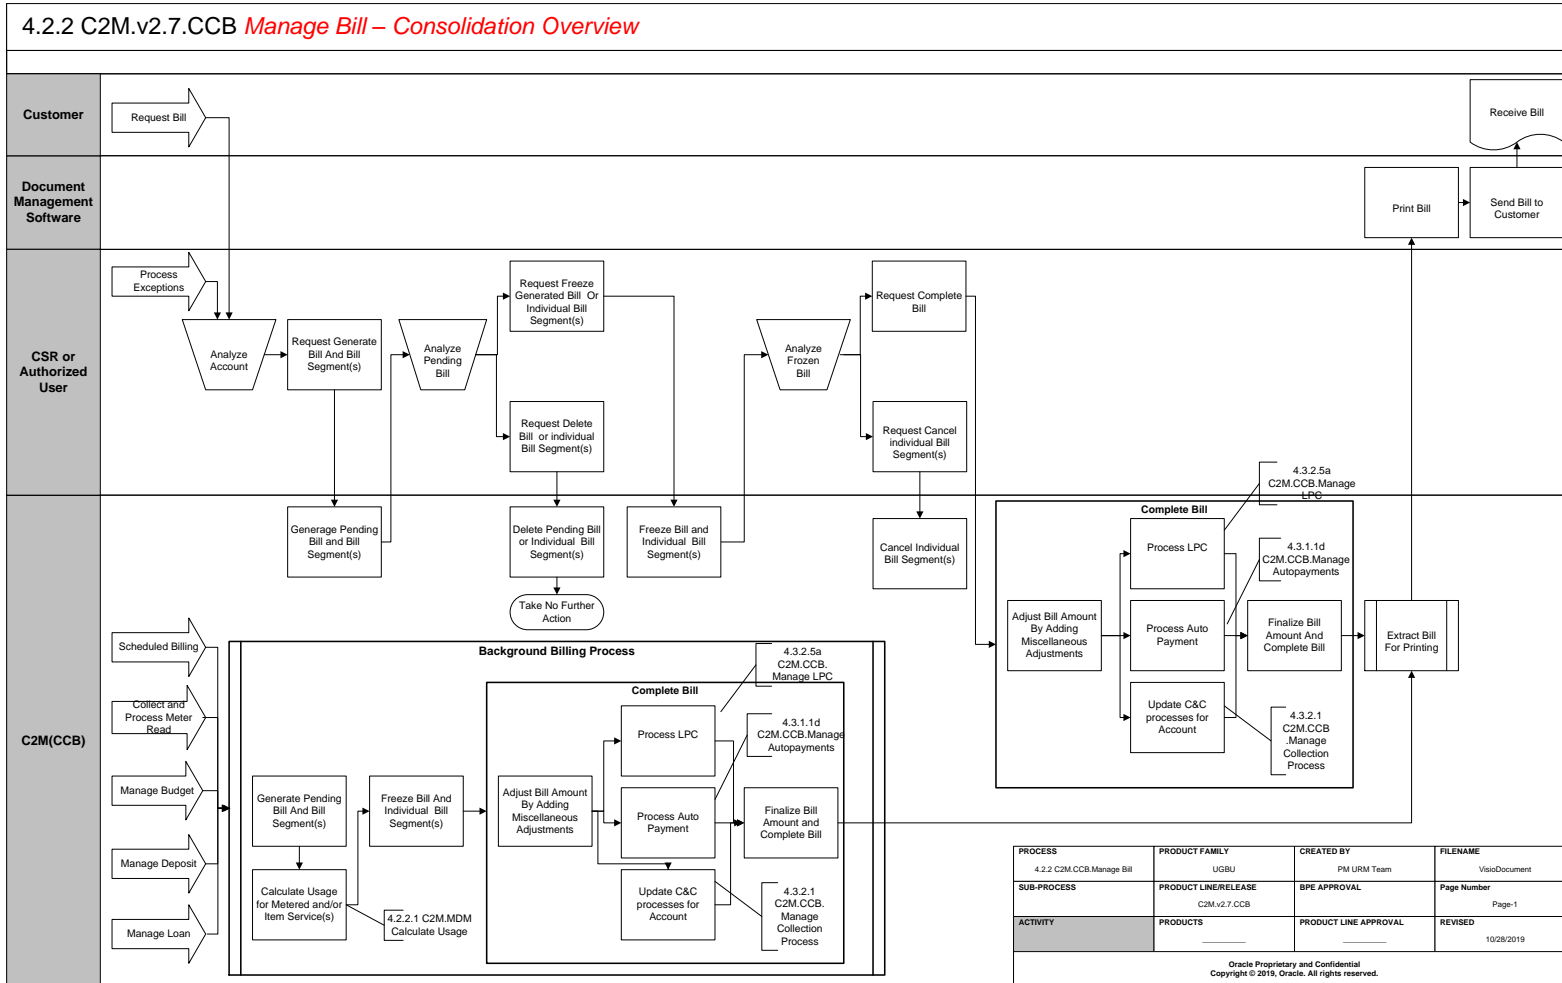 4.2.2 C2M.v2.7.CCB Manage Bill – Consolidation Overview
Customer
Request Bill
Receive Bill
Document
Management
Software
Print Bill
Send Bill to
Customer
CSR or
Authorized
User
Process
Exceptions
Analyze
Account
Request Generate
Bill And Bill
Segment(s)
Analyze
Pending
Bill
Request Freeze
Generated Bill Or
Individual Bill
Segment(s)
Request Delete
Bill or individual
Bill Segment(s)
Analyze
Frozen
Bill
Request Complete
Bill
Request Cancel
individual Bill
Segment(s)
C2M(CCB)
Generage Pending
Bill and Bill
Segment(s)
Delete Pending Bill
or Individual Bill
Segment(s)
Take No Further
Action
Freeze Bill and
Individual Bill
Segment(s)
Cancel Individual
Bill Segment(s)
Complete Bill
4.3.2.5a
C2M.CCB.Manage
LPC
Process LPC
4.3.1.1d
C2M.CCB.Manage
Autopayments
Adjust Bill Amount
By Adding
Miscellaneous
Adjustments
Process Auto
Payment
Finalize Bill
Amount And
Complete Bill
Extract Bill
For Printing
Update C&C
processes for
Account
4.3.2.1
C2M.CCB
.Manage
Collection
Process
Scheduled Billing
Collect and
Process Meter
Read
Manage Budget
Manage Deposit
Manage Loan
Background Billing Process
4.3.2.5a
C2M.CCB.
Manage LPC
Complete Bill
Process LPC
4.3.1.1d
C2M.CCB.Manage
Autopayments
Generate Pending
Bill And Bill
Segment(s)
Freeze Bill And
Individual Bill
Segment(s)
Adjust Bill Amount
By Adding
Miscellaneous
Adjustments
Process Auto
Payment
Finalize Bill
Amount and
Complete Bill
Calculate Usage
for Metered and/or
Item Service(s)
4.2.2.1 C2M.MDM
Calculate Usage
Update C&C
processes for
Account
4.3.2.1
C2M.CCB.
Manage
Collection
Process
PROCESS
4.2.2 C2M.CCB.Manage Bill
PRODUCT FAMILY
UGBU
CREATED BY
PM URM Team
FILENAME
VisioDocument
SUB-PROCESS
PRODUCT LINE/RELEASE
C2M.v2.7.CCB
BPE APPROVAL
Page Number
Page-1
ACTIVITY
PRODUCTS
PRODUCT LINE APPROVAL
REVISED
10/28/2019
Oracle Proprietary and Confidential
Copyright © 2019, Oracle. All rights reserved.